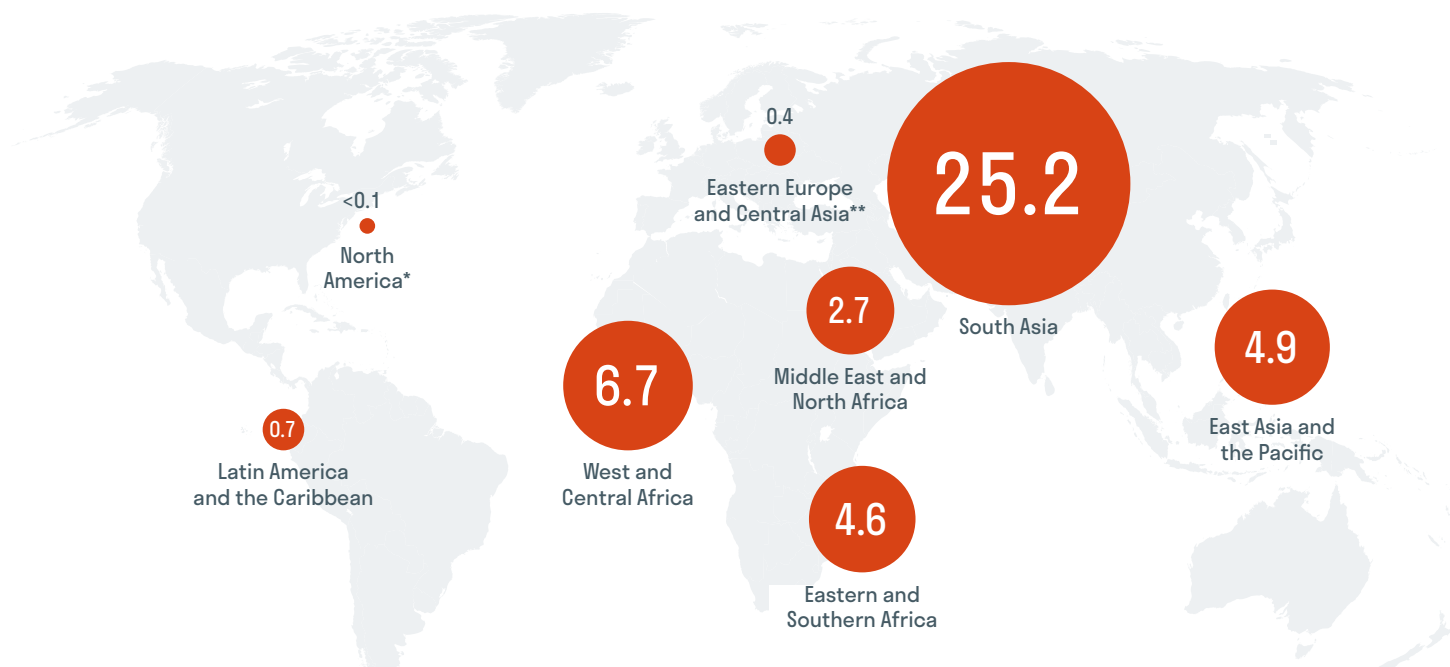 0.4
Eastern Europe
and Central Asia**
25.2
South Asia
<0.1
North
America*
2.7
Middle East and
North Africa
4.9
East Asia and
the Pacific
6.7
West and
Central Africa
0.7
Latin America
and the Caribbean
4.6
Eastern and
Southern Africa